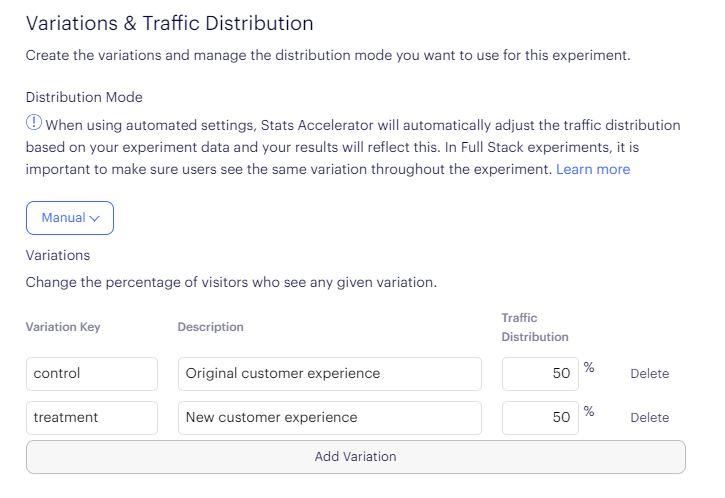 Variations & Traffic Distribution
Create the variations and manage the distribution mode you want to use for this experiment.
Distribution Mode
When using automated settings, Stats Accelerator will automatically adjust the traffic distribution
based on your experiment data and your results will reflect this. In Full Stack experiments, it is
important to make sure users see the same variation throughout the experiment. Learn more
Manual
Variations
Change the percentage of visitors who see any given variation.
Variation Key Description Traffic
Distribution
control Original customer experience 50 % Delete
treatment New customer experience 50 % Delete
Add Variation